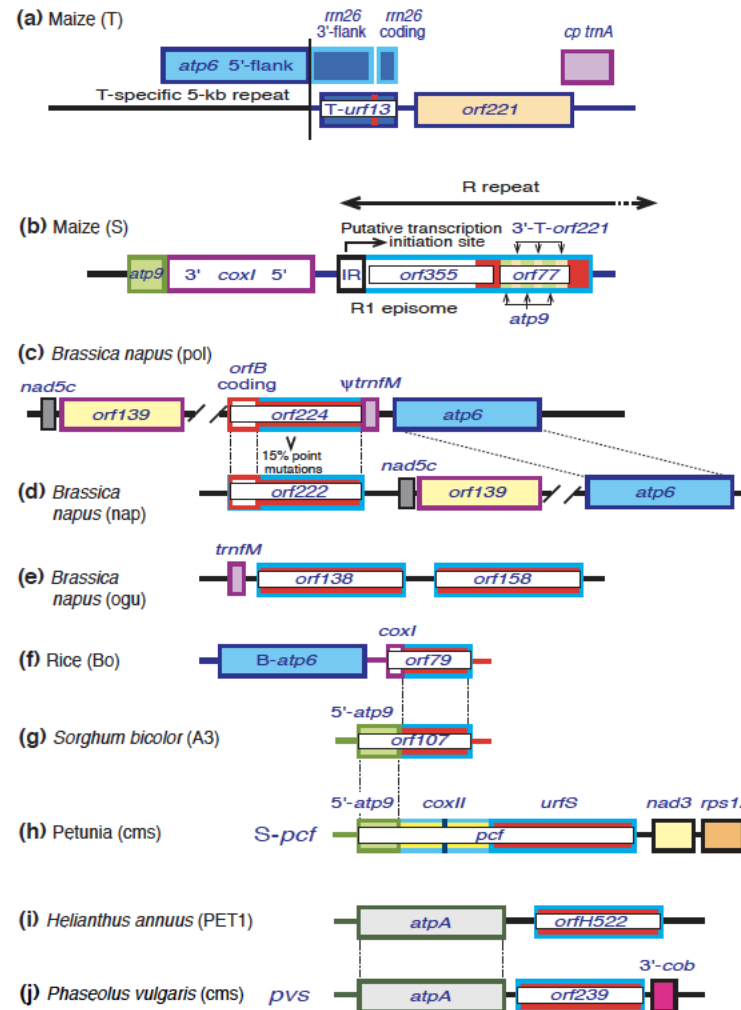 (a) Maize (T)
rrn26 rrn26
3'-flank coding
cp trnA
atp6 5'-flank
T-specific 5-kb repeat
T-urf13
orf221
R repeat
(b) Maize (S)
Putative transcription
initiation site
3'-T-orf221
atp9
3' coxI 5'
IR
orf355
orf77
R1 episome
atp9
(c) Brassica napus (pol)
orfB
coding
nad5c
ψtrnfM
orf139
orf224
atp6
15% point
mutations
nad5c
(d) Brassica
napus (nap)
orf222
orf139
atp6
trnfM
(e) Brassica
napus (ogu)
orf138
orf158
coxI
(f) Rice (Bo)
B-atp6
orf79
5'-atp9
(g) Sorghum bicolor (A3)
orf107
5'-atp9 coxII urfS nad3
(h) Petunia (cms)
S-pcf
pcf
(i) Helianthus annuus (PET1)
atpA
orfH522
3'-cob
(j) Phaseolus vulgaris (cms)
pvs
atpA
orf239